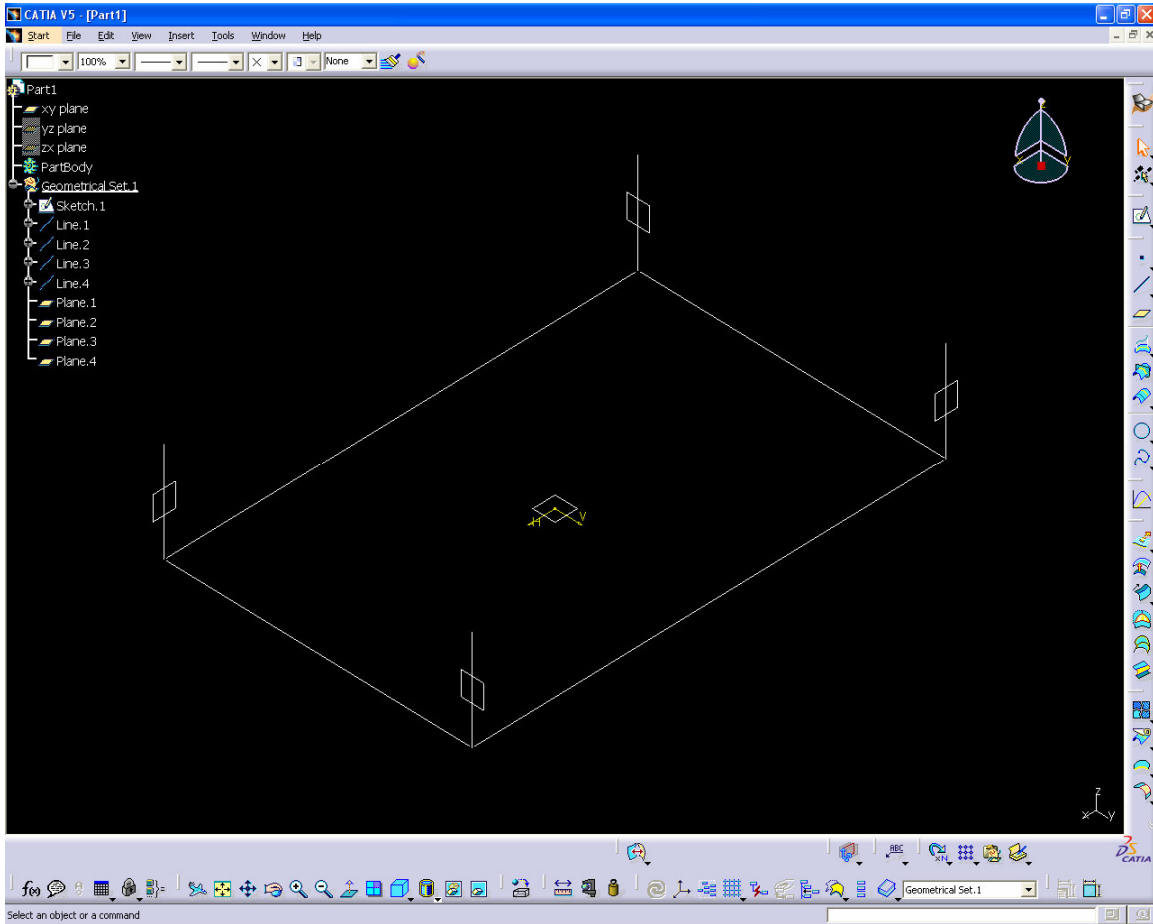 CATIA V5 - [Part1]
Start File Edit View Insert Tools Window Help
100% None
Part1
xy plane
yz plane
zx plane
PartBody
Geometrical Set.1
Sketch.1
Line.1
Line.2
Line.3
Line.4
Plane.1
Plane.2
Plane.3
Plane.4
H V
z
x y
ABC
CATIA
f(x) Geometrical Set.1
Select an object or a command